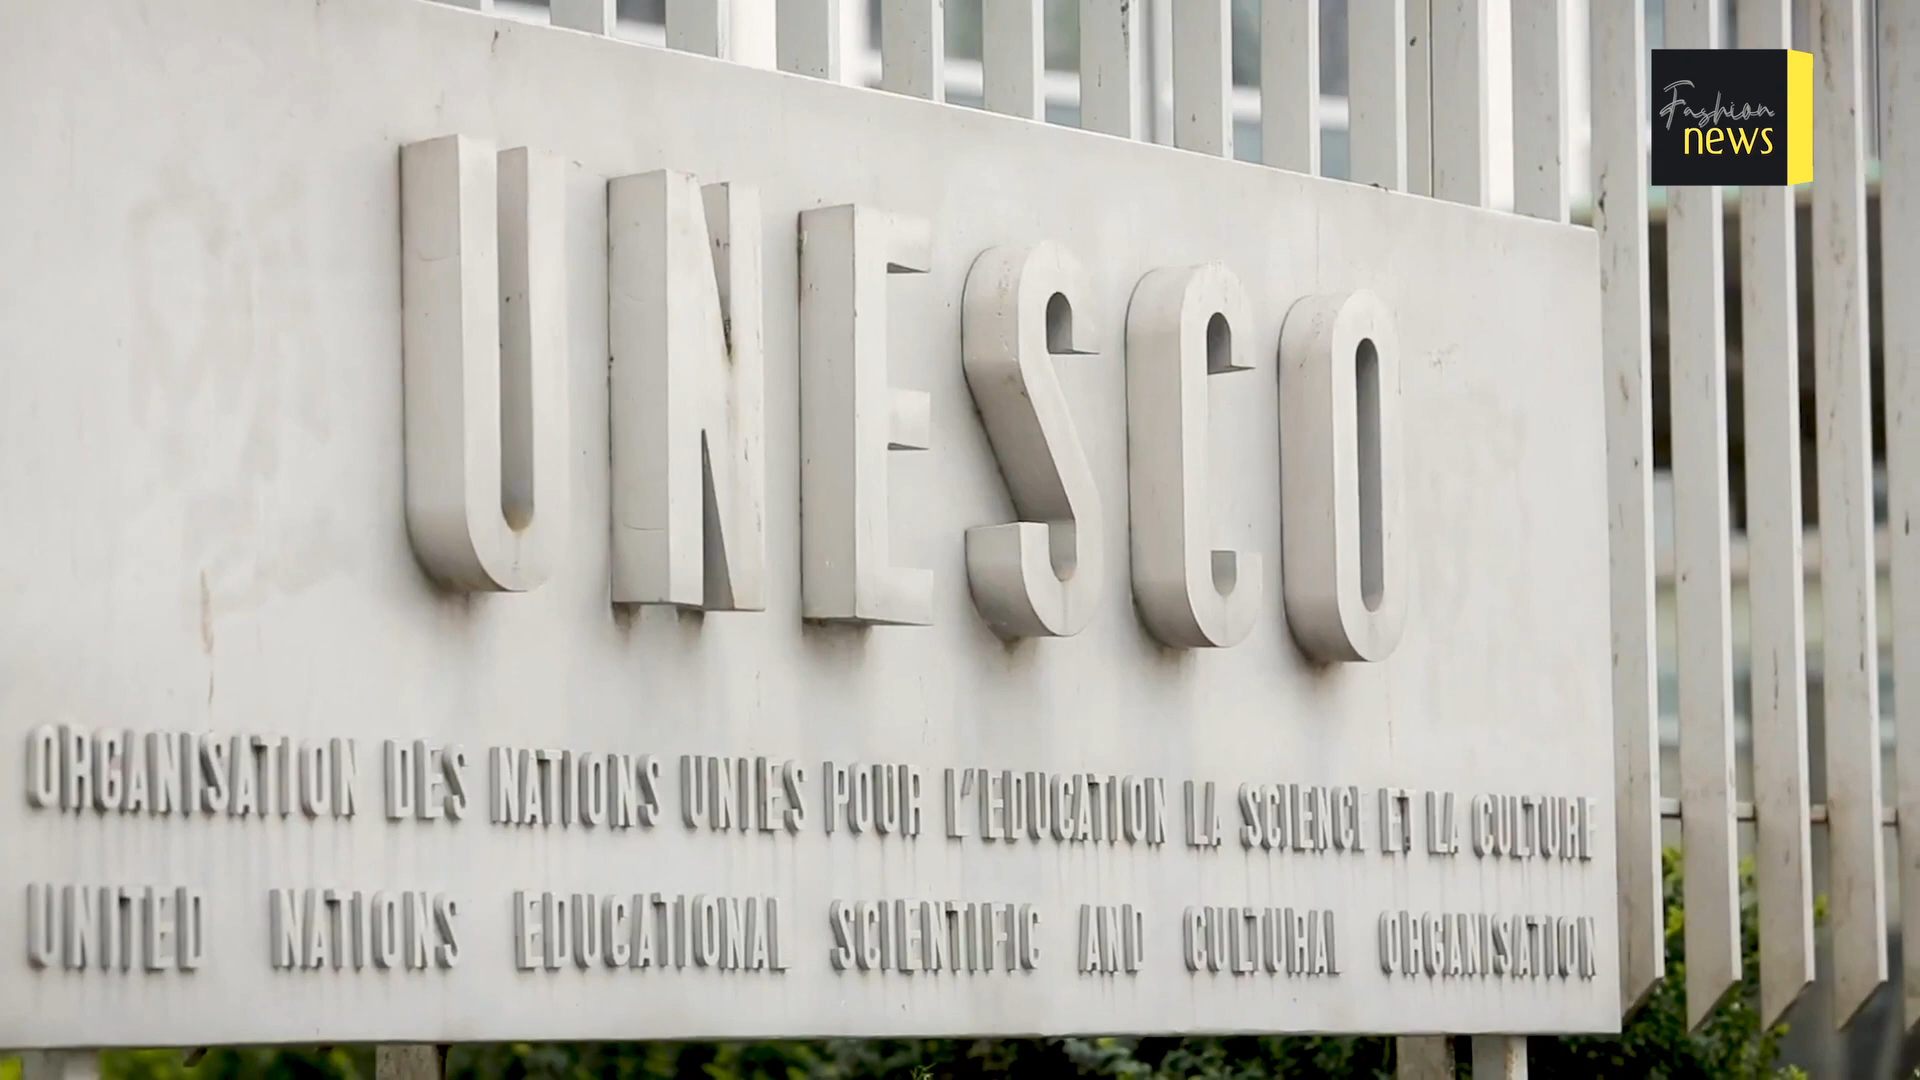 Fashion
news
UNESCO
ORGANISATION DES NATIONS UNIES POUR L'EDUCATION LA SCIENCE ET LA CULTURE
UNITED NATIONS EDUCATIONAL SCIENTIFIC AND CULTURAL ORGANISATION